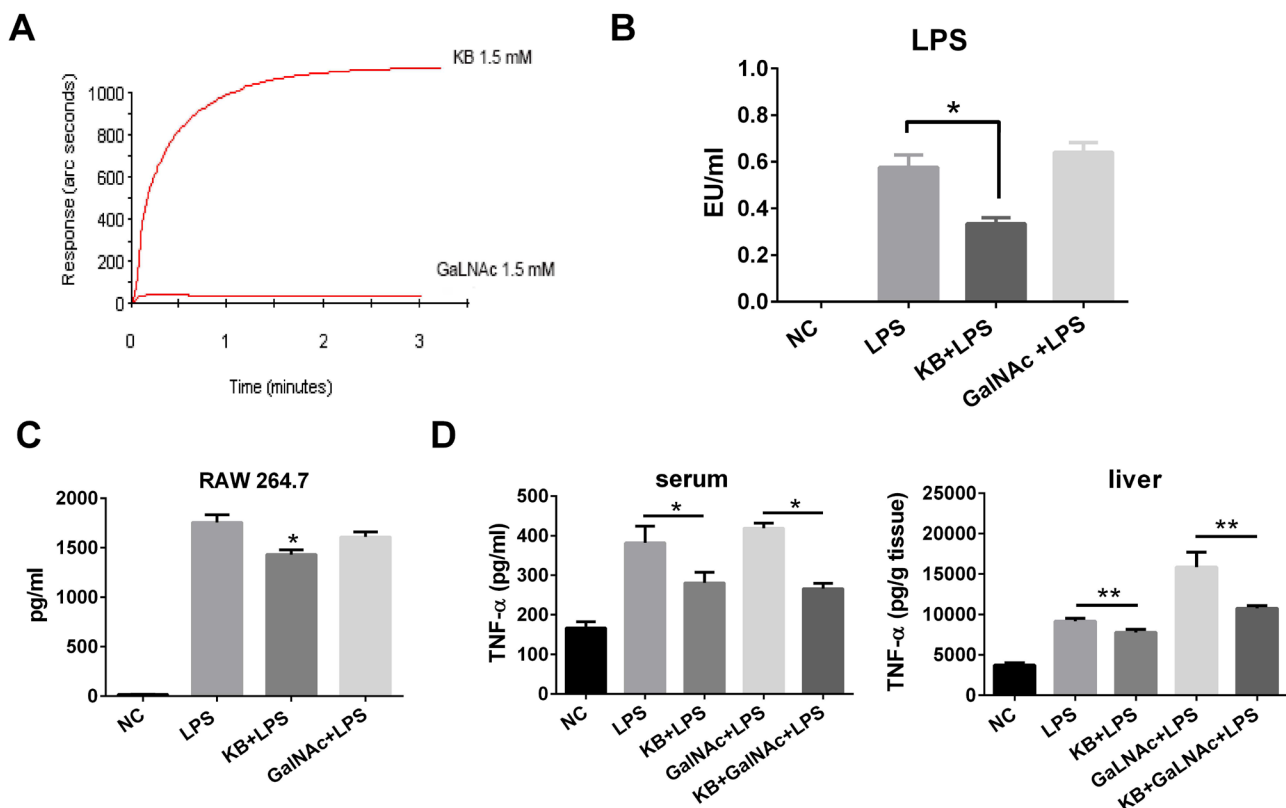 A
KB 1.5 mM
Response (arc seconds)
1000
800
600
400
200
0
GaLNAc 1.5 mM
0 1 2 3
Time (minutes)
B
LPS
EU/ml
1.0
0.8
0.6
0.4
0.2
0.0
*
NC
LPS
KB+LPS
GalNAc +LPS
C
RAW 264.7
pg/ml
2000
1500
1000
500
0
*
NC
LPS
KB+LPS
GalNAc+LPS
D
serum
TNF-α (pg/ml)
500
400
300
200
100
0
*
*
NC
LPS
KB+LPS
GalNAc+LPS
KB+GalNAc+LPS
liver
TNF-α (pg/g tissue)
25000
20000
15000
10000
5000
0
**
**
NC
LPS
KB+LPS
GaLNAc+LPS
KB+GaLNAc+LPS